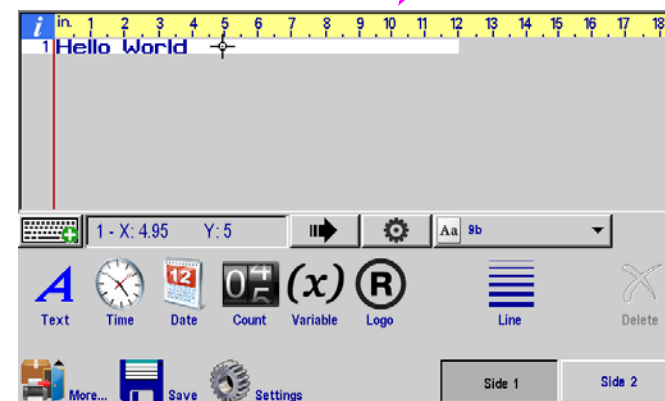 i in. 1 2 3 4 5 6 7 8 9 10 11 12 13 14 15 16 17 18
1 Hello World
1 - X: 4.95 Y: 5 Aa 9b
A 12 04 (x) R
Text Time Date Count Variable Logo Line Delete
More... Save Settings Side 1 Side 2